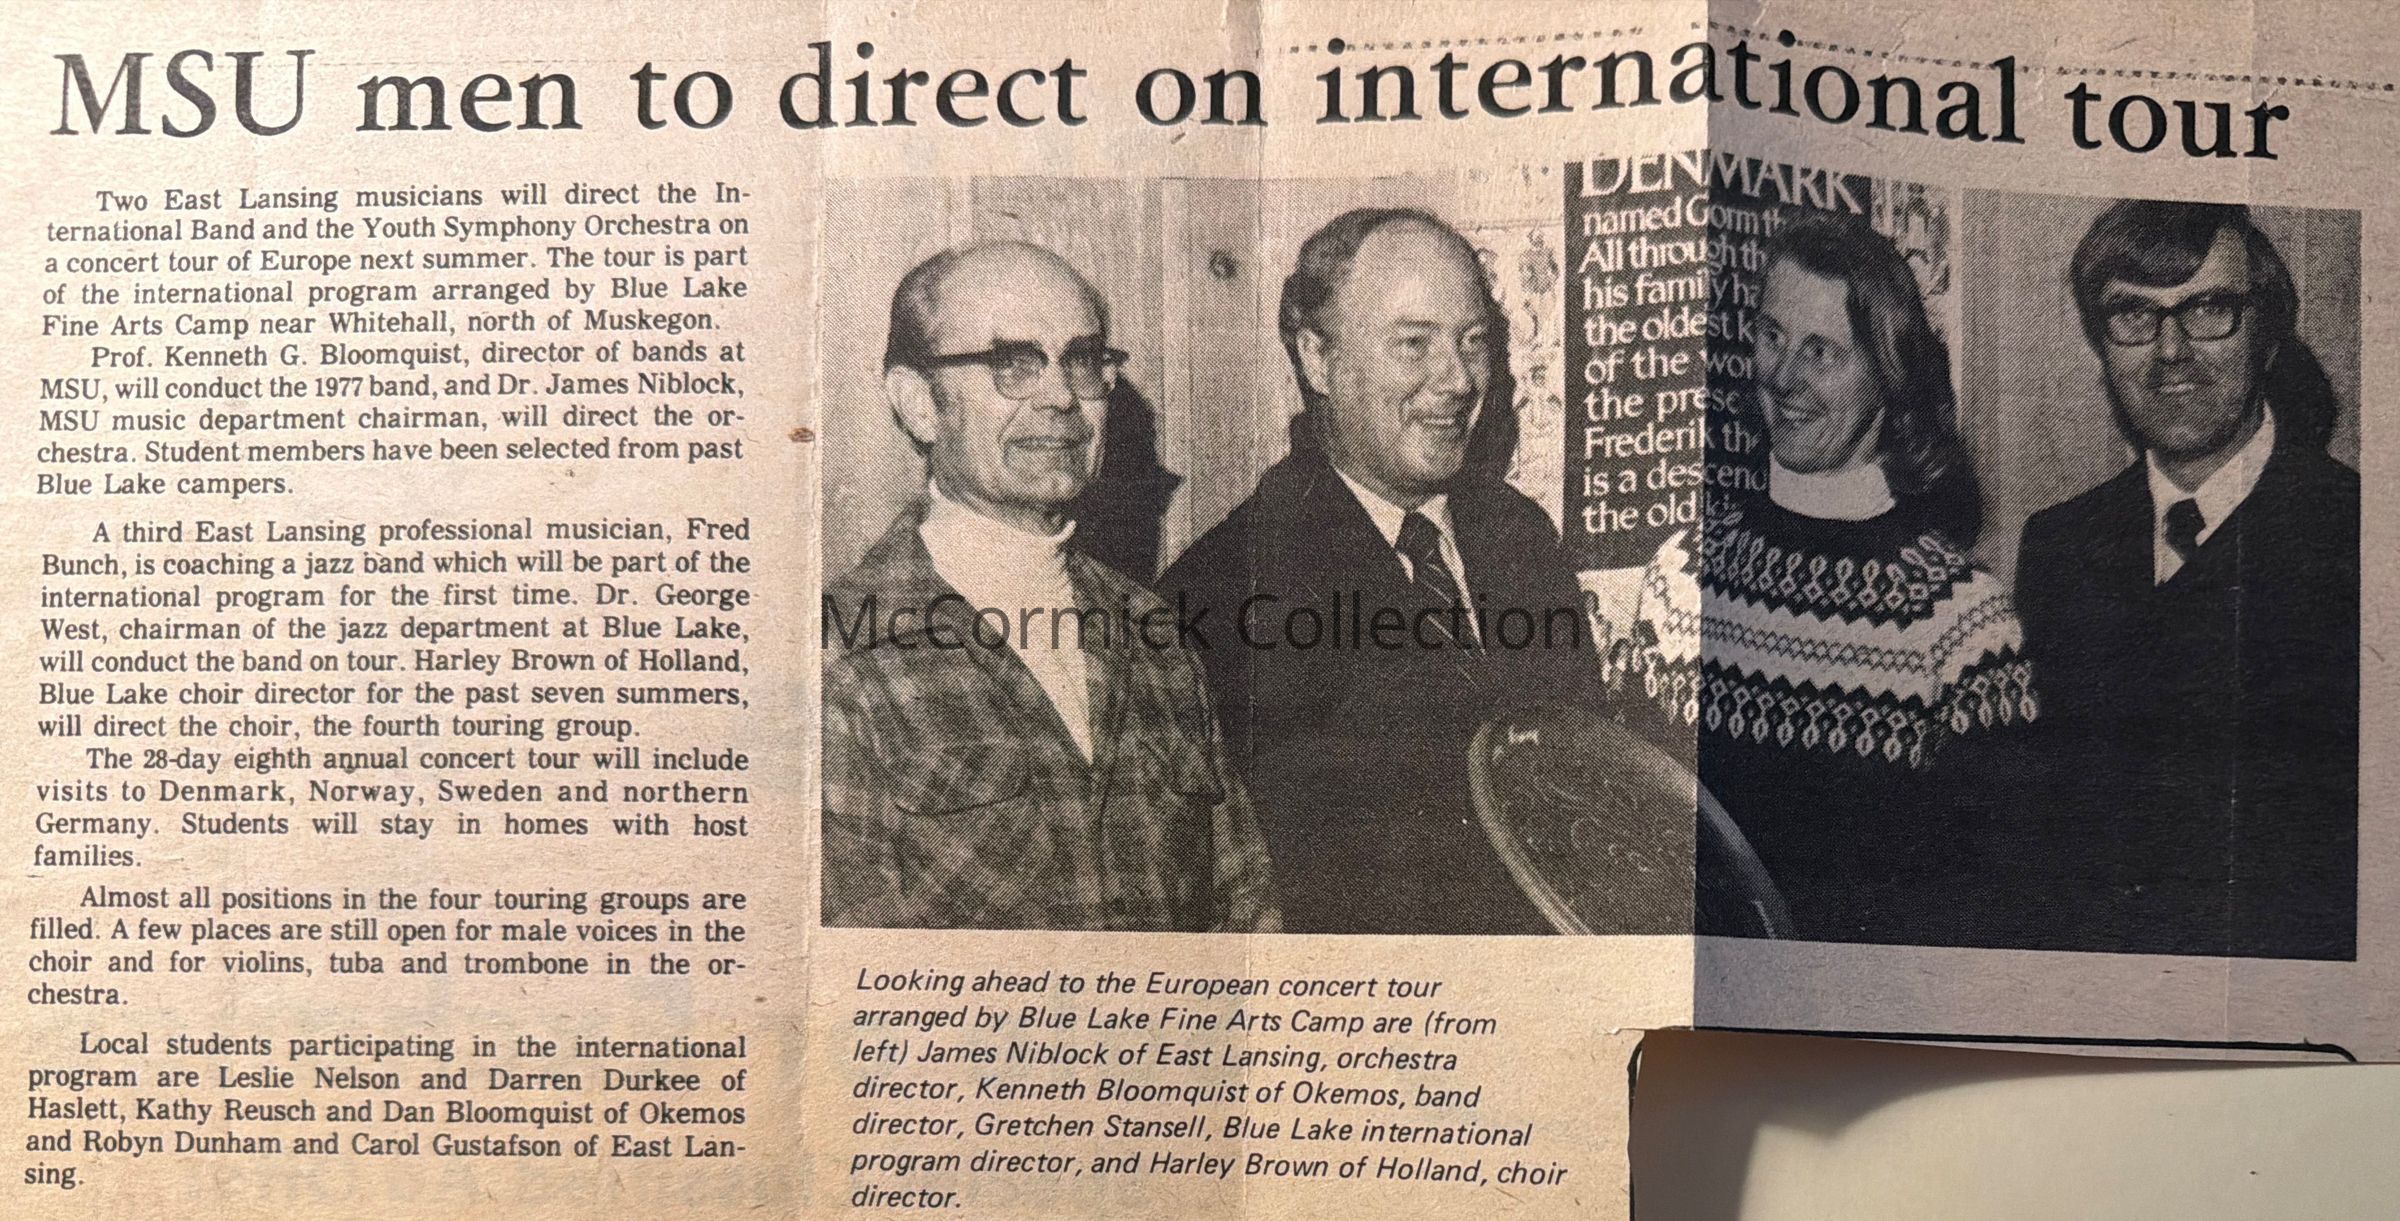 MSU men to direct on international tour
Two East Lansing musicians will direct the In-
ternational Band and the Youth Symphony Orchestra on
a concert tour of Europe next summer. The tour is part
of the international program arranged by Blue Lake
Fine Arts Camp near Whitehall, north of Muskegon.
Prof. Kenneth G. Bloomquist, director of bands at
MSU, will conduct the 1977 band, and Dr. James Niblock,
MSU music department chairman, will direct the or-
chestra. Student members have been selected from past
Blue Lake campers.
A third East Lansing professional musician, Fred
Bunch, is coaching a jazz band which will be part of the
international program for the first time. Dr. George
West, chairman of the jazz department at Blue Lake,
will conduct the band on tour. Harley Brown of Holland,
Blue Lake choir director for the past seven summers,
will direct the choir, the fourth touring group.
The 28-day eighth annual concert tour will include
visits to Denmark, Norway, Sweden and northern
Germany. Students will stay in homes with host
families.
Almost all positions in the four touring groups are
filled. A few places are still open for male voices in the
choir and for violins, tuba and trombone in the or-
chestra.
Local students participating in the international
program are Leslie Nelson and Darren Durkee of
Haslett, Kathy Reusch and Dan Bloomquist of Okemos
and Robyn Dunham and Carol Gustafson of East Lan-
sing.
DENMARK
named Gorm th
All through th
his family ha
the oldest k
of the wor
the prese
Frederik the
is a descend
the old ki
McCormick Collection
Looking ahead to the European concert tour
arranged by Blue Lake Fine Arts Camp are (from
left) James Niblock of East Lansing, orchestra
director, Kenneth Bloomquist of Okemos, band
director, Gretchen Stansell, Blue Lake international
program director, and Harley Brown of Holland, choir
director.